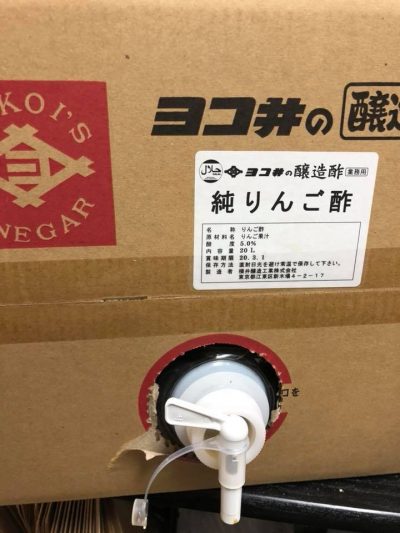 KOI'S
VINEGAR
ヨコ井の醸造
حلال
ヨコ井の醸造酢 業務用
純りんご酢
名称 りんご酢
原材料名 りんご果汁
酸度 5.0%
内容量 20L
賞味期限 20.3.1
保存方法 直射日光を避け常温で保存して下さい。
製造者 横井醸造工業株式会社
東京都江東区新木場4-2-17
口を